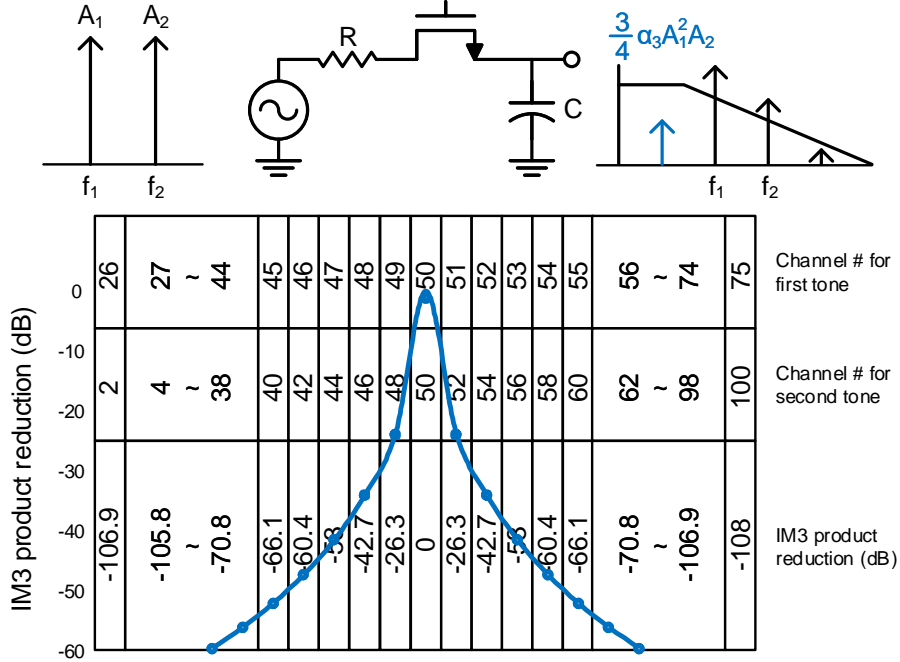 A1 A2
f1 f2
R
C
3/4 α3A1²A2
f1 f2
IM3 product reduction (dB)
0
-10
-20
-30
-40
-50
-60
26 27 ~ 44 45 46 47 48 49 50 51 52 53 54 55 56 ~ 74 75
Channel # for
first tone
2 4 ~ 38 40 42 44 46 48 50 52 54 56 58 60 62 ~ 98 100
Channel # for
second tone
-106.9 -105.8 ~ -70.8 -66.1 -60.4 -53 -42.7 -26.3 0 -26.3 -42.7 -53 -60.4 -66.1 -70.8 ~ -106.9 -108
IM3 product
reduction (dB)